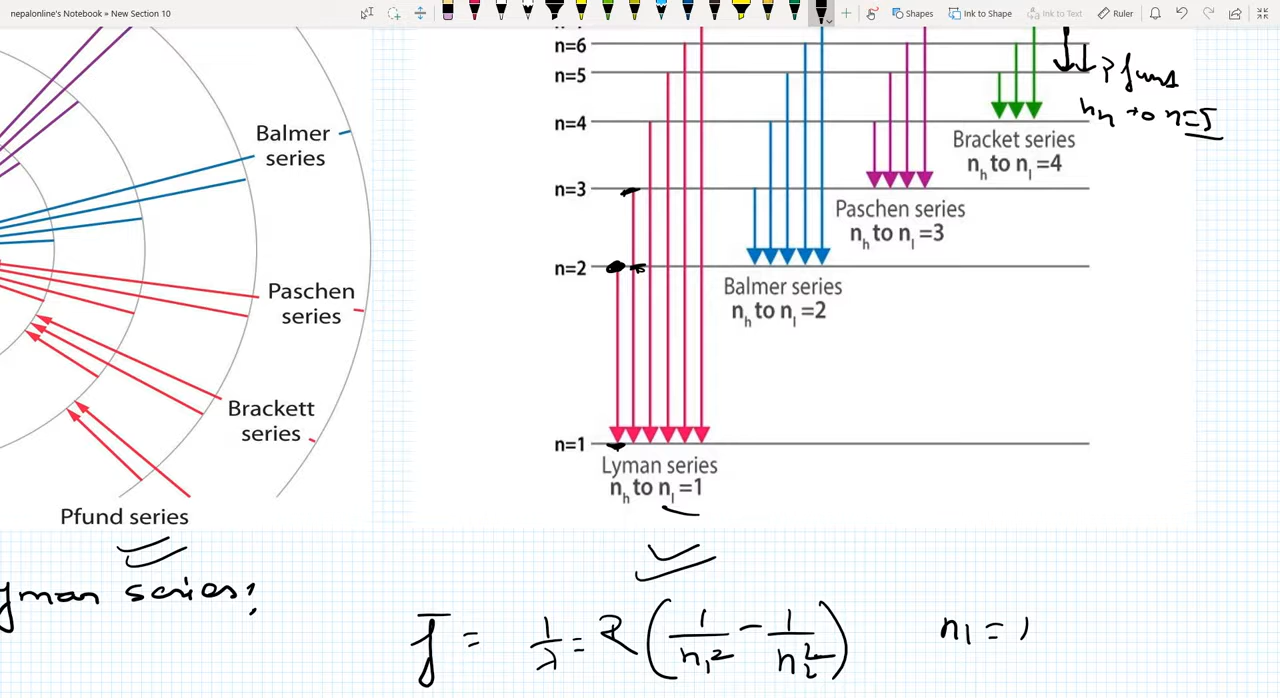 nepalonline's Notebook » New Section 10
Shapes
Ink to Shape
Ink to Text
Ruler
Balmer
series
Paschen
series
Brackett
series
Pfund series
n=6
n=5
n=4
n=3
n=2
n=1
Pfund
nn to n=5
Bracket series
nh to nl =4
Paschen series
nh to nl =3
Balmer series
nh to nl =2
Lyman series
nh to nl =1
yman series:
f̅ = 1/λ = R (1/n1² − 1/n2²) n1 = 1